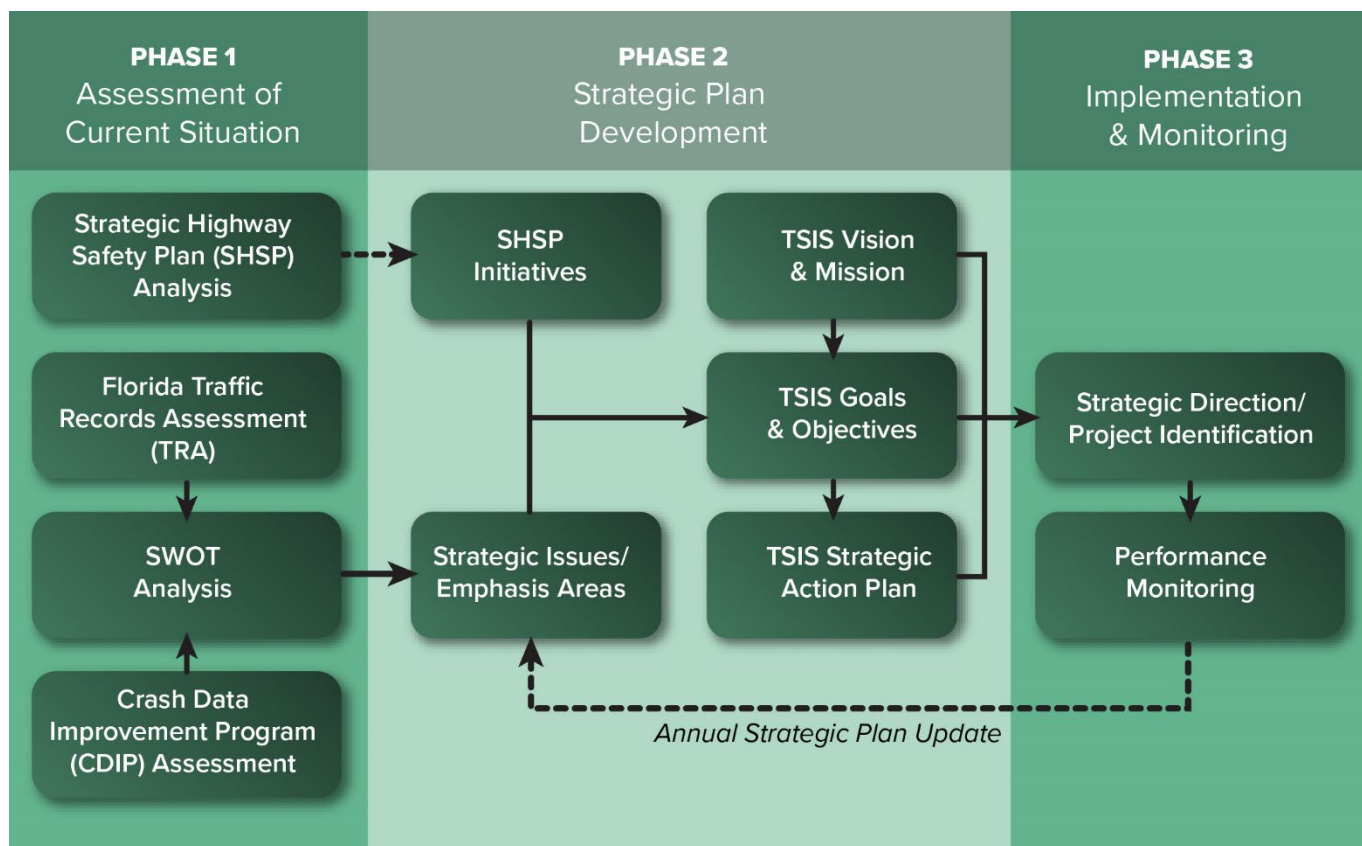 PHASE 1
Assessment of
Current Situation
PHASE 2
Strategic Plan
Development
PHASE 3
Implementation
& Monitoring
Strategic Highway
Safety Plan (SHSP)
Analysis
Florida Traffic
Records Assessment
(TRA)
SWOT
Analysis
Crash Data
Improvement Program
(CDIP) Assessment
SHSP
Initiatives
Strategic Issues/
Emphasis Areas
TSIS Vision
& Mission
TSIS Goals
& Objectives
TSIS Strategic
Action Plan
Strategic Direction/
Project Identification
Performance
Monitoring
Annual Strategic Plan Update